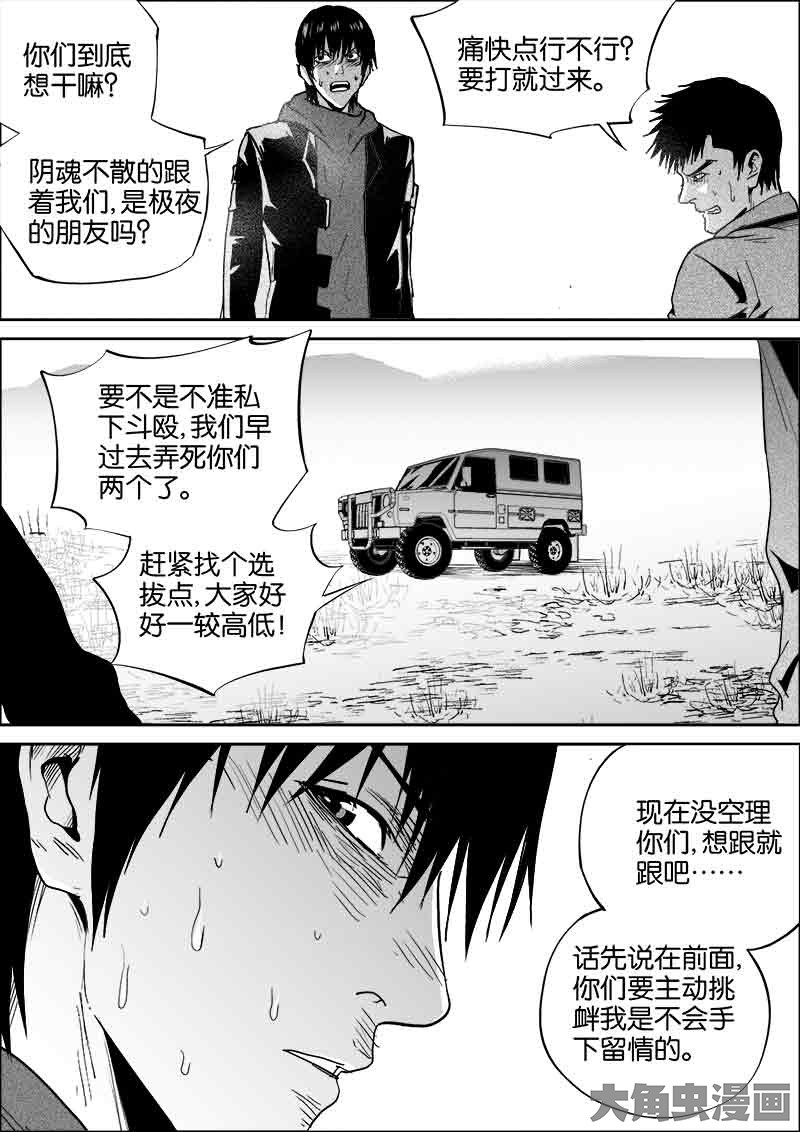 你们到底
想干嘛?
阴魂不散的跟
着我们,是极夜
的朋友吗?
痛快点行不行?
要打就过来。
要不是不准私
下斗殴,我们早
过去弄死你们
两个了。
赶紧找个选
拔点,大家好
好一较高低!
现在没空理
你们,想跟就
跟吧……
话先说在前面,
你们要主动挑
衅我是不会手
下留情的。
大角虫漫画